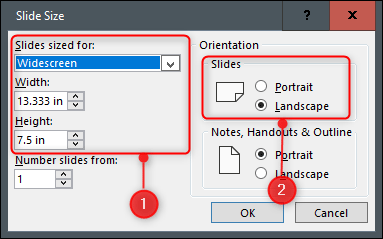 Slide Size
?
Slides sized for:
Widescreen
Width:
13.333 in
Height:
7.5 in
Number slides from:
1
1
Orientation
Slides
Portrait
Landscape
Notes, Handouts & Outline
Portrait
Landscape
2
OK
Cancel